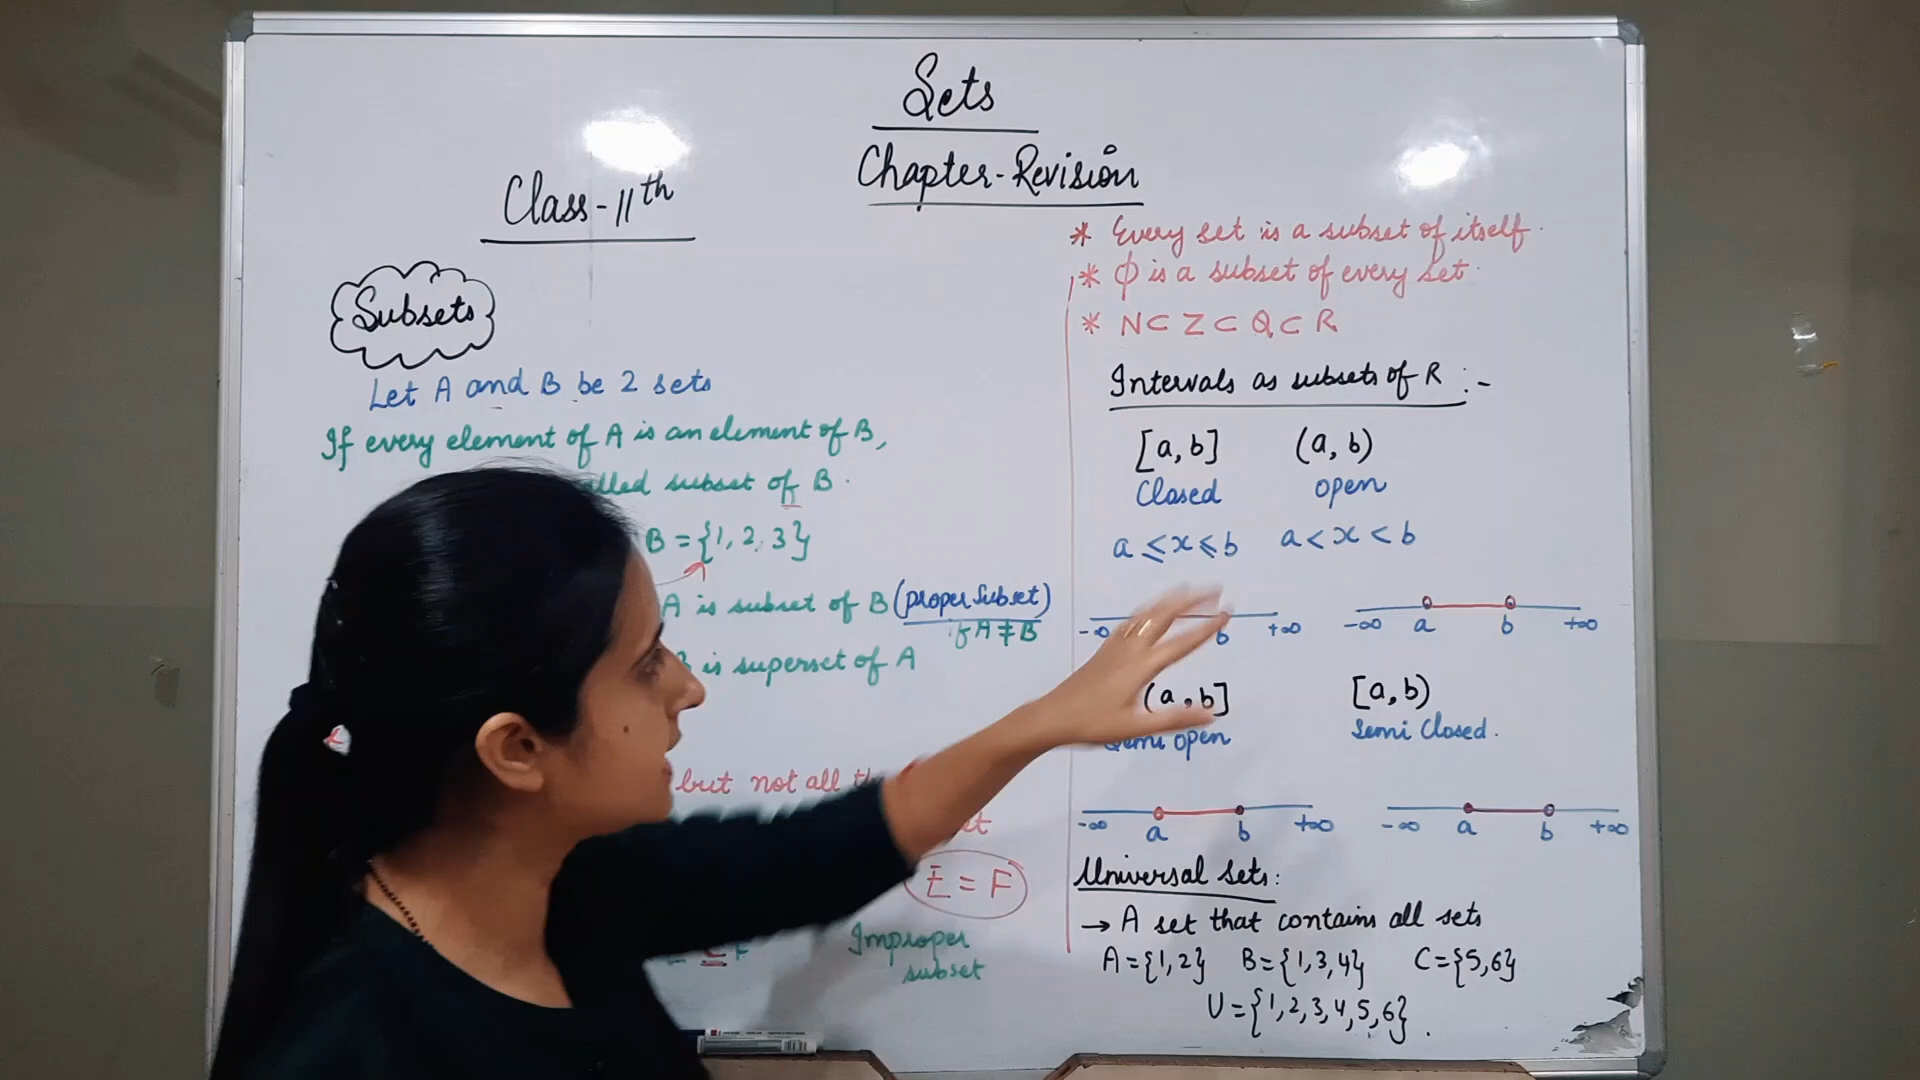 Sets
Chapter-Revision
Class-11th
Subsets
Let A and B be 2 sets
If every element of A is an element of B,
called subset of B.
B = {1, 2, 3}
A is subset of B (proper Subset)
if A ≠ B
B is superset of A
but not all
E = F
⊆ F
Improper
subset
* Every set is a subset of itself.
* ϕ is a subset of every set.
* N ⊂ Z ⊂ Q ⊂ R
Intervals as subsets of R :-
[a, b] (a, b)
Closed open
a ≤ x ≤ b a < x < b
-∞ b +∞ -∞ a b +∞
(a, b] [a, b)
Semi open Semi Closed.
-∞ a b +∞ -∞ a b +∞
Universal Sets:
→ A set that contains all sets
A = {1, 2} B = {1, 3, 4} C = {5, 6}
U = {1, 2, 3, 4, 5, 6}.